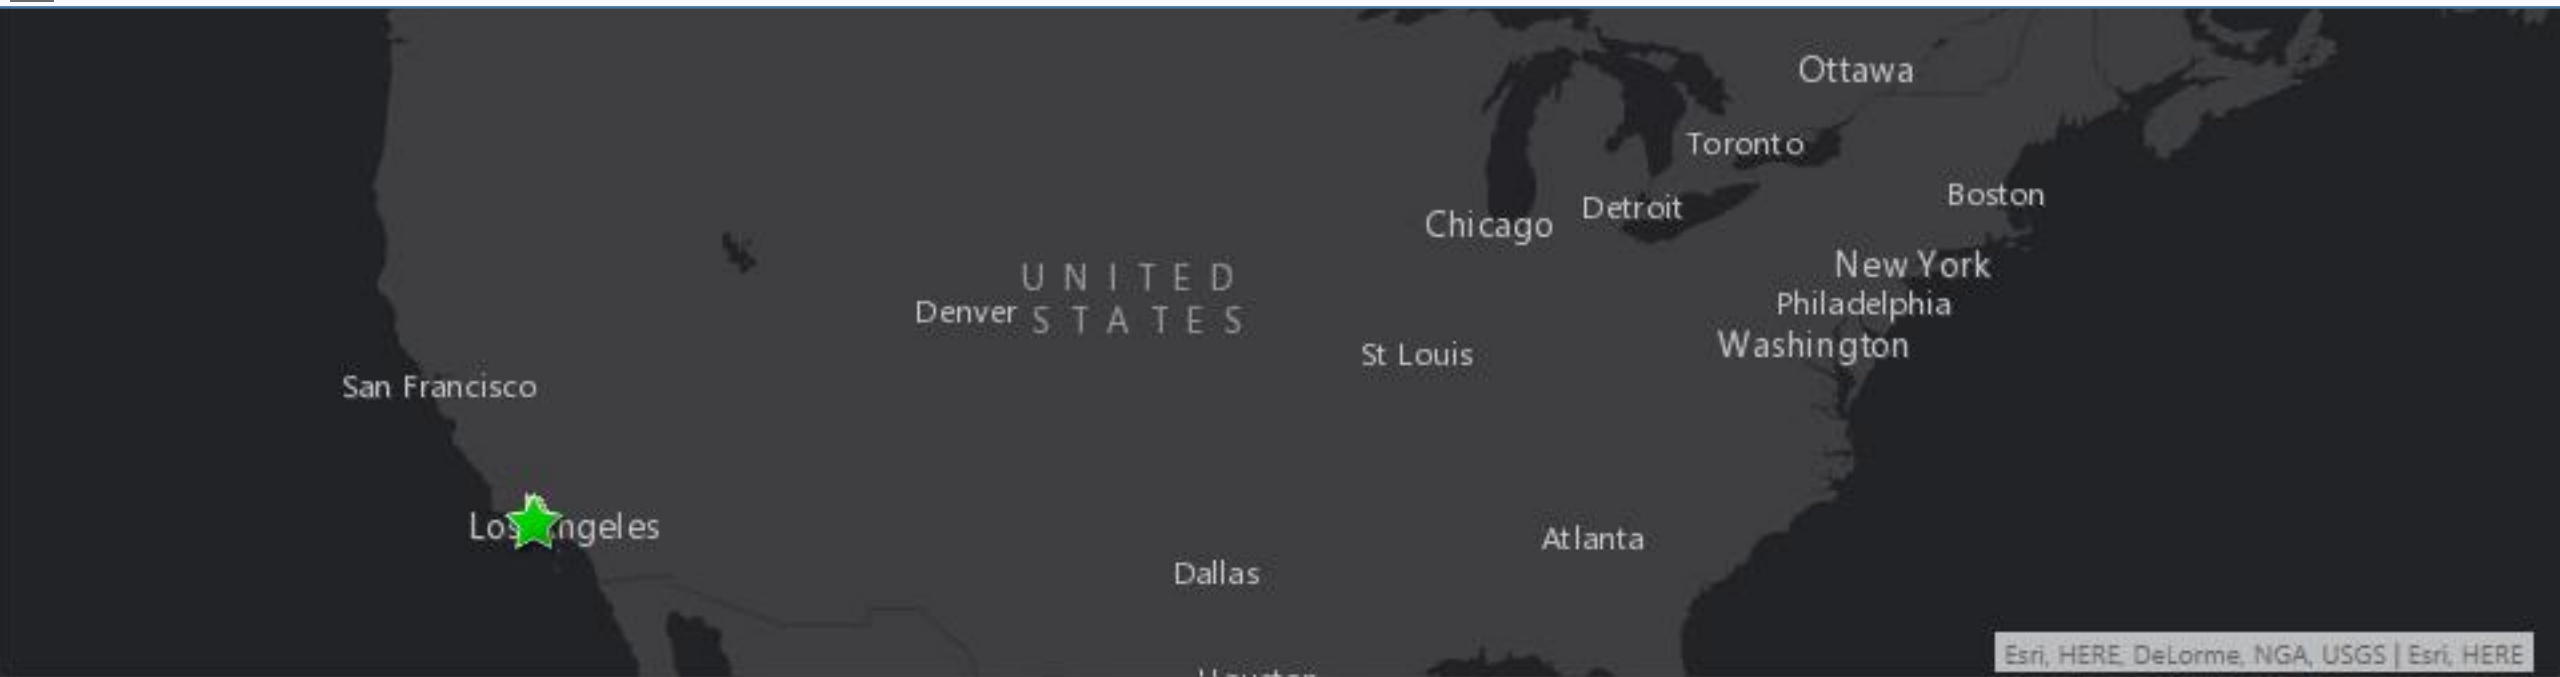 Ottawa
Toronto
Boston
Detroit
Chicago
New York
UNITED
STATES
Philadelphia
Denver
Washington
St Louis
San Francisco
Los Angeles
Atlanta
Dallas
Houston
Esri, HERE, DeLorme, NGA, USGS | Esri, HERE